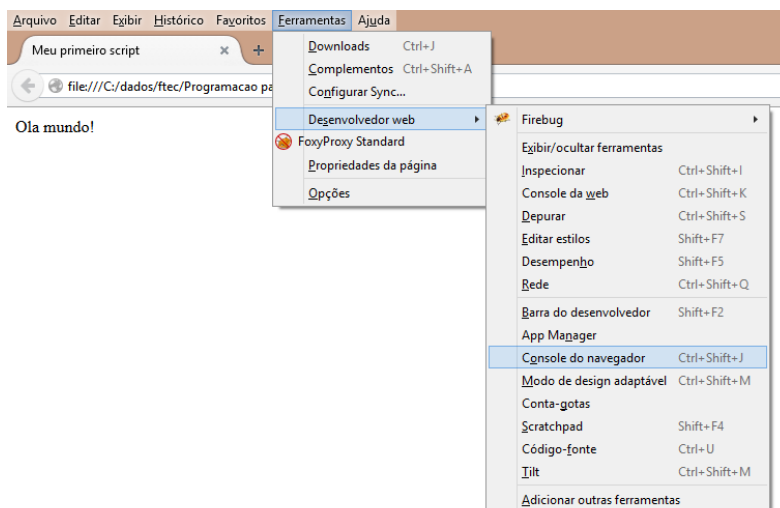 Arquivo Editar Exibir Histórico Favoritos Ferramentas Ajuda
Meu primeiro script × +
file:///C:/dados/ftec/Programacao pa
Ola mundo!
Downloads Ctrl+J
Complementos Ctrl+Shift+A
Configurar Sync...
Desenvolvedor web
FoxyProxy Standard
Propriedades da página
Opções
Firebug
Exibir/ocultar ferramentas
Inspecionar Ctrl+Shift+I
Console da web Ctrl+Shift+K
Depurar Ctrl+Shift+S
Editar estilos Shift+F7
Desempenho Shift+F5
Rede Ctrl+Shift+Q
Barra do desenvolvedor Shift+F2
App Manager
Console do navegador Ctrl+Shift+J
Modo de design adaptável Ctrl+Shift+M
Conta-gotas
Scratchpad Shift+F4
Código-fonte Ctrl+U
Tilt Ctrl+Shift+M
Adicionar outras ferramentas